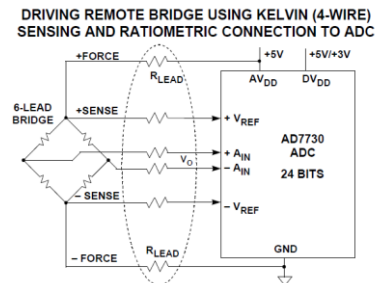 DRIVING REMOTE BRIDGE USING KELVIN (4-WIRE)
SENSING AND RATIOMETRIC CONNECTION TO ADC
+FORCE
RLEAD
+5V
+5V/+3V
AVDD
DVDD
6-LEAD
BRIDGE
+SENSE
+ VREF
VO
+ AIN
– AIN
AD7730
ADC
24 BITS
– SENSE
– VREF
RLEAD
– FORCE
GND